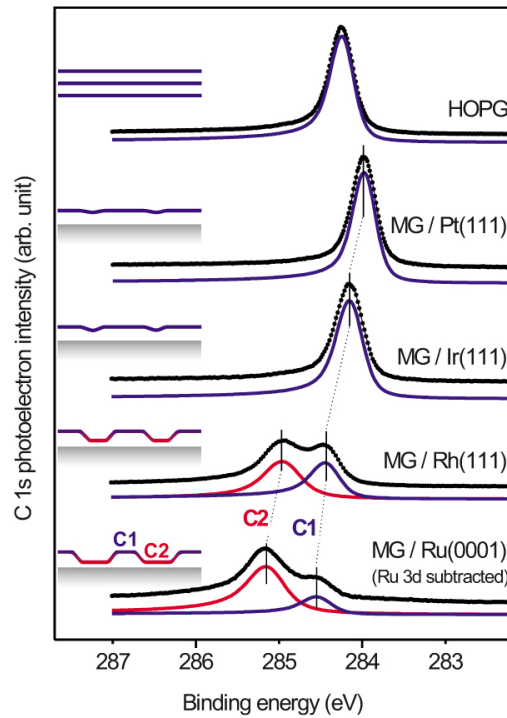 C 1s photoelectron intensity (arb. unit)
HOPG
MG / Pt(111)
MG / Ir(111)
MG / Rh(111)
C2
C1
C1
C2
MG / Ru(0001)
(Ru 3d subtracted)
287
286
285
284
283
Binding energy (eV)